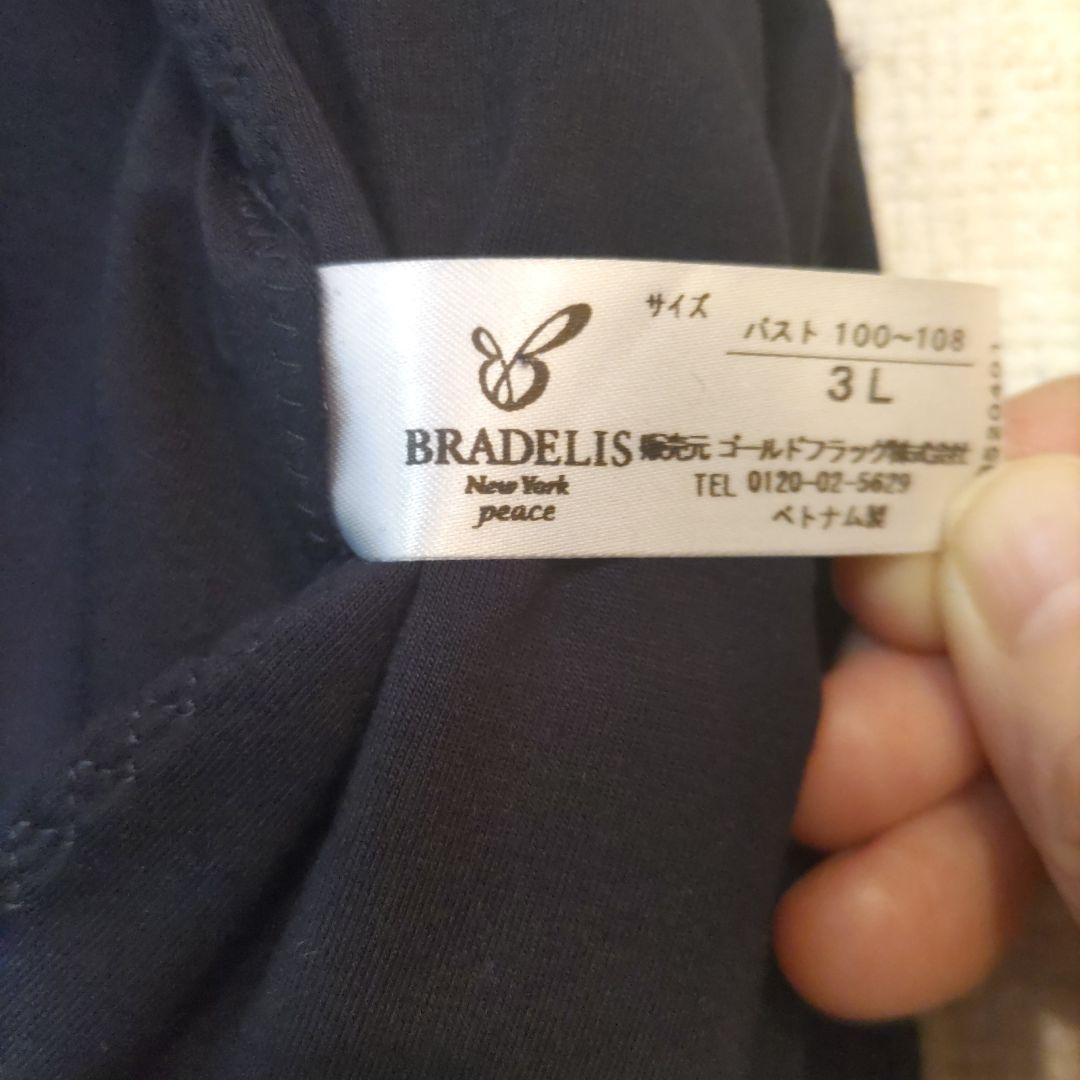 サイズ
バスト 100~108
3L
BRADELIS
New York
peace
販売元 ゴールドフラッグ株式会社
TEL 0120-02-5629
ベトナム製